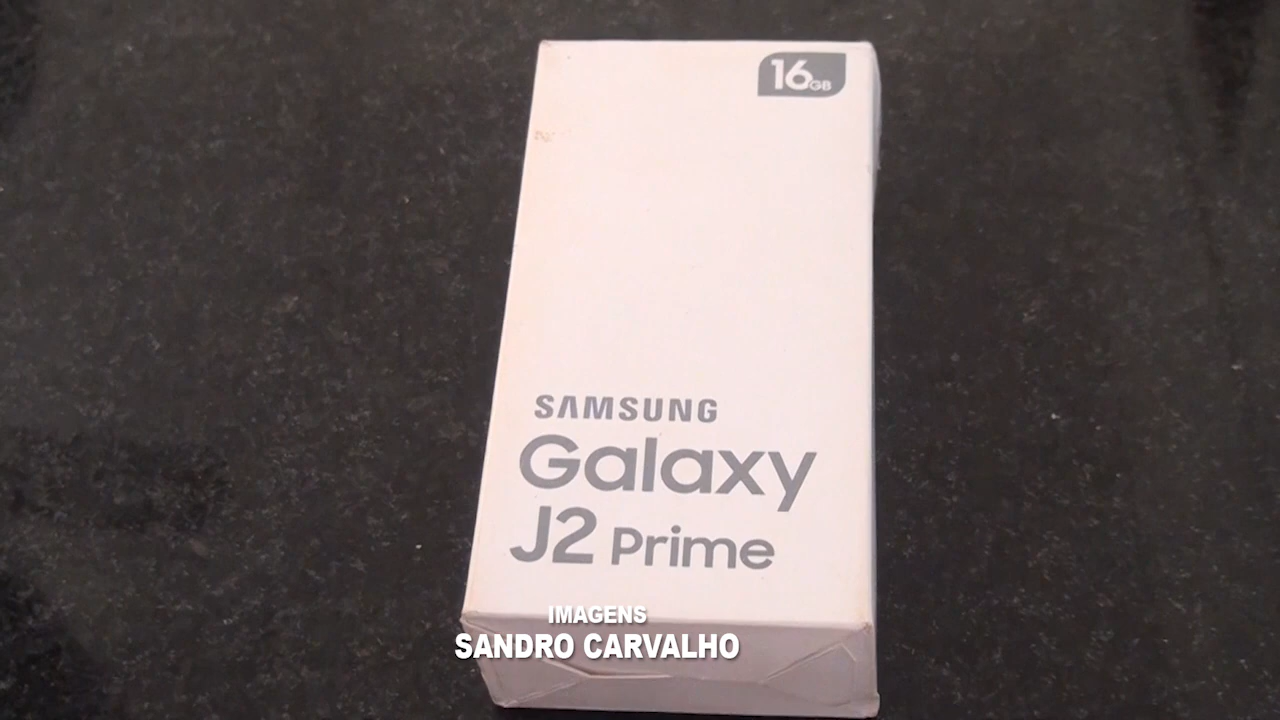 16GB
SAMSUNG
Galaxy
J2 Prime
IMAGENS
SANDRO CARVALHO